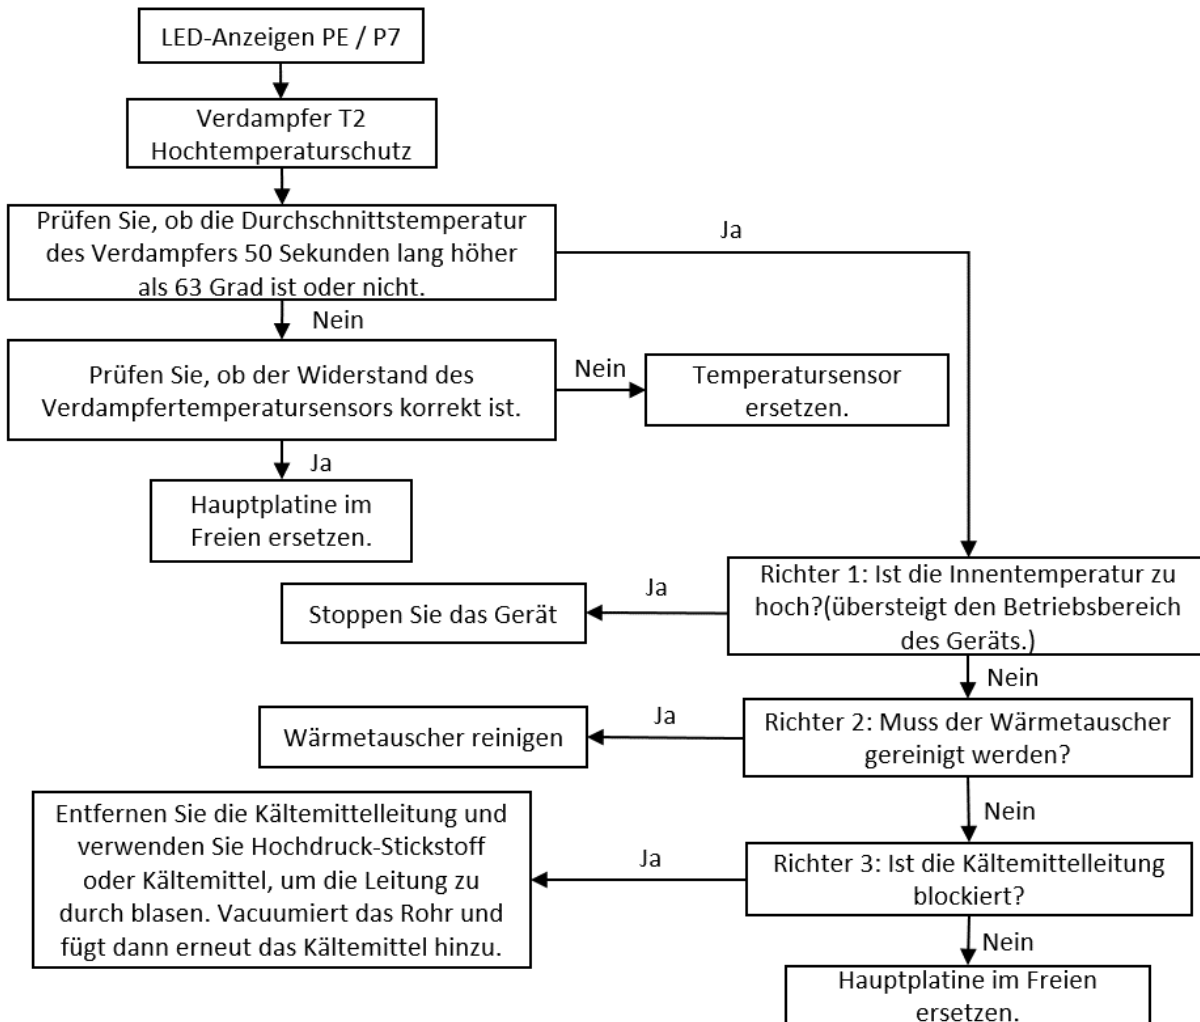 LED-Anzeigen PE / P7
Verdampfer T2
Hochtemperaturschutz
Prüfen Sie, ob die Durchschnittstemperatur
des Verdampfers 50 Sekunden lang höher
als 63 Grad ist oder nicht.
Ja
Nein
Prüfen Sie, ob der Widerstand des
Verdampfertemperatursensors korrekt ist.
Nein
Temperatursensor
ersetzen.
Ja
Hauptplatine im
Freien ersetzen.
Richter 1: Ist die Innentemperatur zu
hoch?(übersteigt den Betriebsbereich
des Geräts.)
Ja
Stoppen Sie das Gerät
Nein
Richter 2: Muss der Wärmetauscher
gereinigt werden?
Ja
Wärmetauscher reinigen
Nein
Richter 3: Ist die Kältemittelleitung
blockiert?
Ja
Entfernen Sie die Kältemittelleitung und
verwenden Sie Hochdruck-Stickstoff
oder Kältemittel, um die Leitung zu
durch blasen. Vacuumiert das Rohr und
fügt dann erneut das Kältemittel hinzu.
Nein
Hauptplatine im Freien
ersetzen.